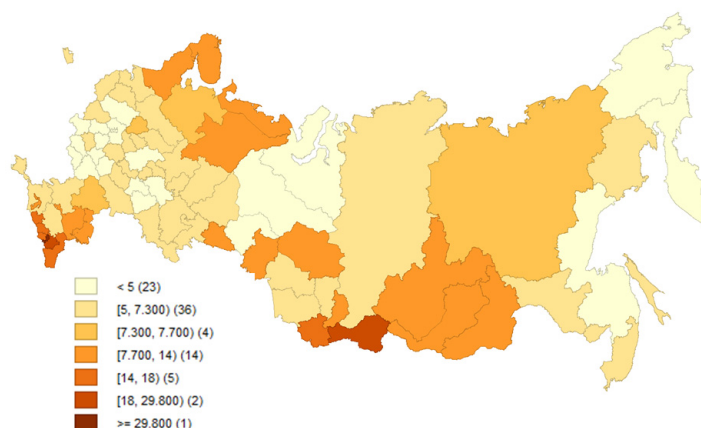 < 5 (23)
[5, 7.300) (36)
[7.300, 7.700) (4)
[7.700, 14) (14)
[14, 18) (5)
[18, 29.800) (2)
>= 29.800 (1)